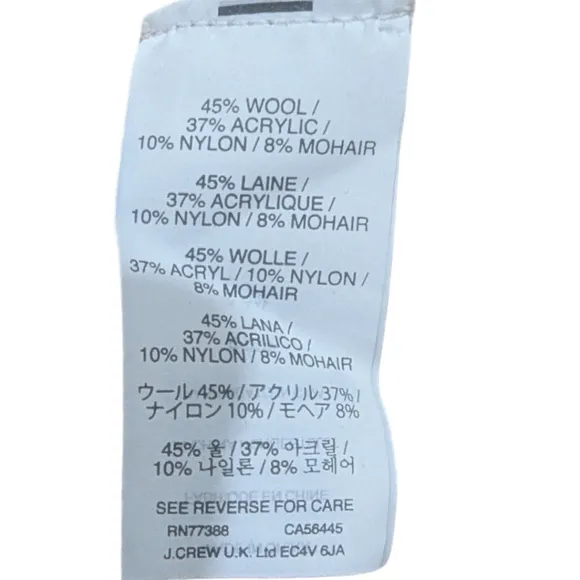 45% WOOL /
37% ACRYLIC /
10% NYLON / 8% MOHAIR
45% LAINE /
37% ACRYLIQUE /
10% NYLON / 8% MOHAIR
45% WOLLE /
37% ACRYL / 10% NYLON /
8% MOHAIR
45% LANA /
37% ACRILICO /
10% NYLON / 8% MOHAIR
ウール 45% / アクリル 37% /
ナイロン 10% / モヘア 8%
45% 울 / 37% 아크릴 /
10% 나일론 / 8% 모헤어
FABRIQUE EN CHINE
SEE REVERSE FOR CARE
RN77388 CA56445
J.CREW U.K. Ltd EC4V 6JA